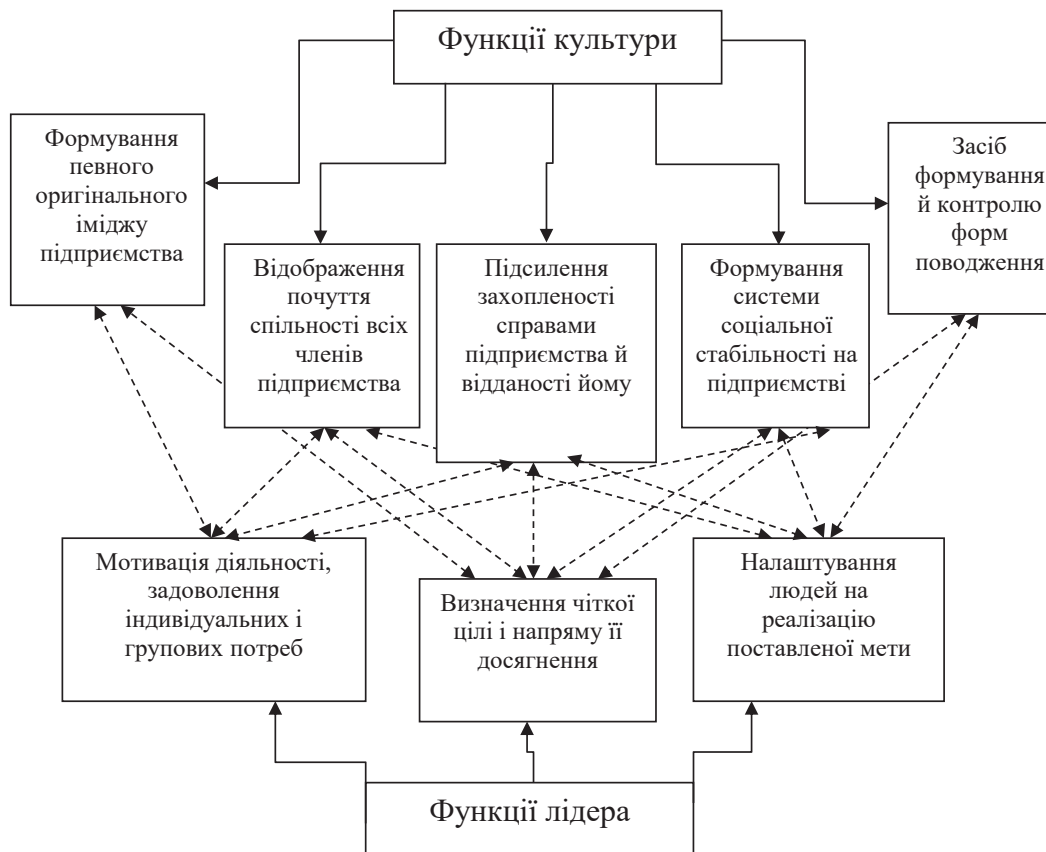 Функції культури
Формування
певного
оригінального
іміджу
підприємства
Засіб
формування
й контролю
форм
поводження
Відображення
почуття
спільності всіх
членів
підприємства
Підсилення
захопленості
справами
підприємства й
відданості йому
Формування
системи
соціальної
стабільності на
підприємстві
Мотивація діяльності,
задоволення
індивідуальних і
групових потреб
Визначення чіткої
цілі і напряму її
досягнення
Налаштування
людей на
реалізацію
поставленої мети
Функції лідера